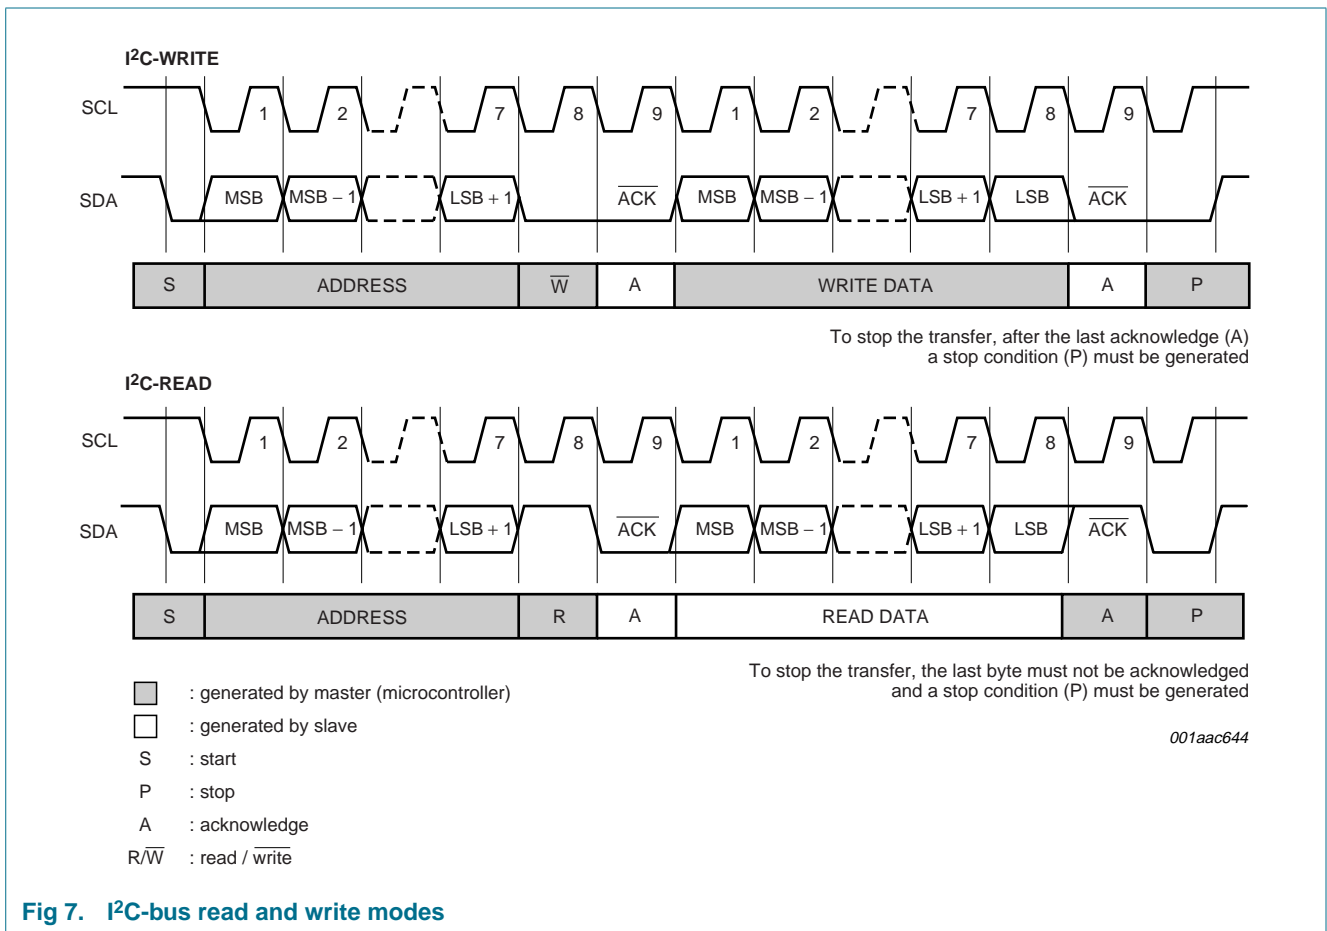 I²C-WRITE
SCL 1 2 7 8 9 1 2 7 8 9
SDA MSB MSB − 1 LSB + 1 A̅C̅K̅ MSB MSB − 1 LSB + 1 LSB A̅C̅K̅
S ADDRESS W̅ A WRITE DATA A P
To stop the transfer, after the last acknowledge (A)
a stop condition (P) must be generated
I²C-READ
SCL 1 2 7 8 9 1 2 7 8 9
SDA MSB MSB − 1 LSB + 1 A̅C̅K̅ MSB MSB − 1 LSB + 1 LSB A̅C̅K̅
S ADDRESS R A READ DATA A P
To stop the transfer, the last byte must not be acknowledged
and a stop condition (P) must be generated
: generated by master (microcontroller)
: generated by slave
001aac644
S : start
P : stop
A : acknowledge
R/W̅ : read / w̅r̅i̅t̅e̅
Fig 7. I²C-bus read and write modes